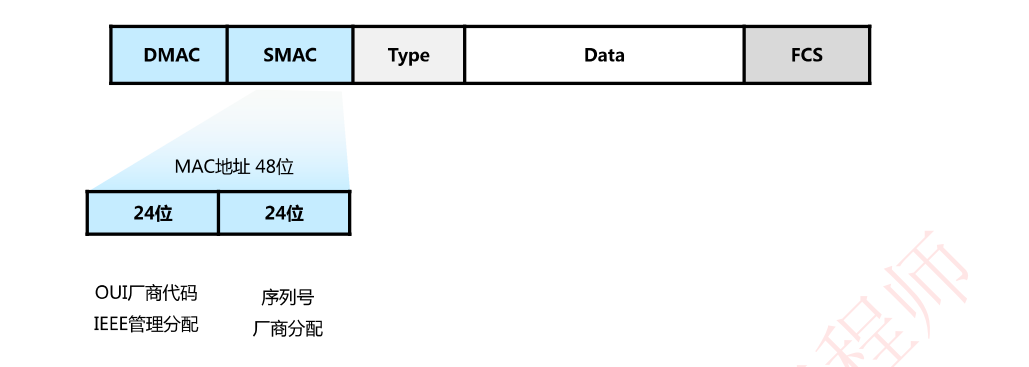 DMAC SMAC Type Data FCS
MAC地址 48位
24位 24位
OUI厂商代码 序列号
IEEE管理分配 厂商分配
程师